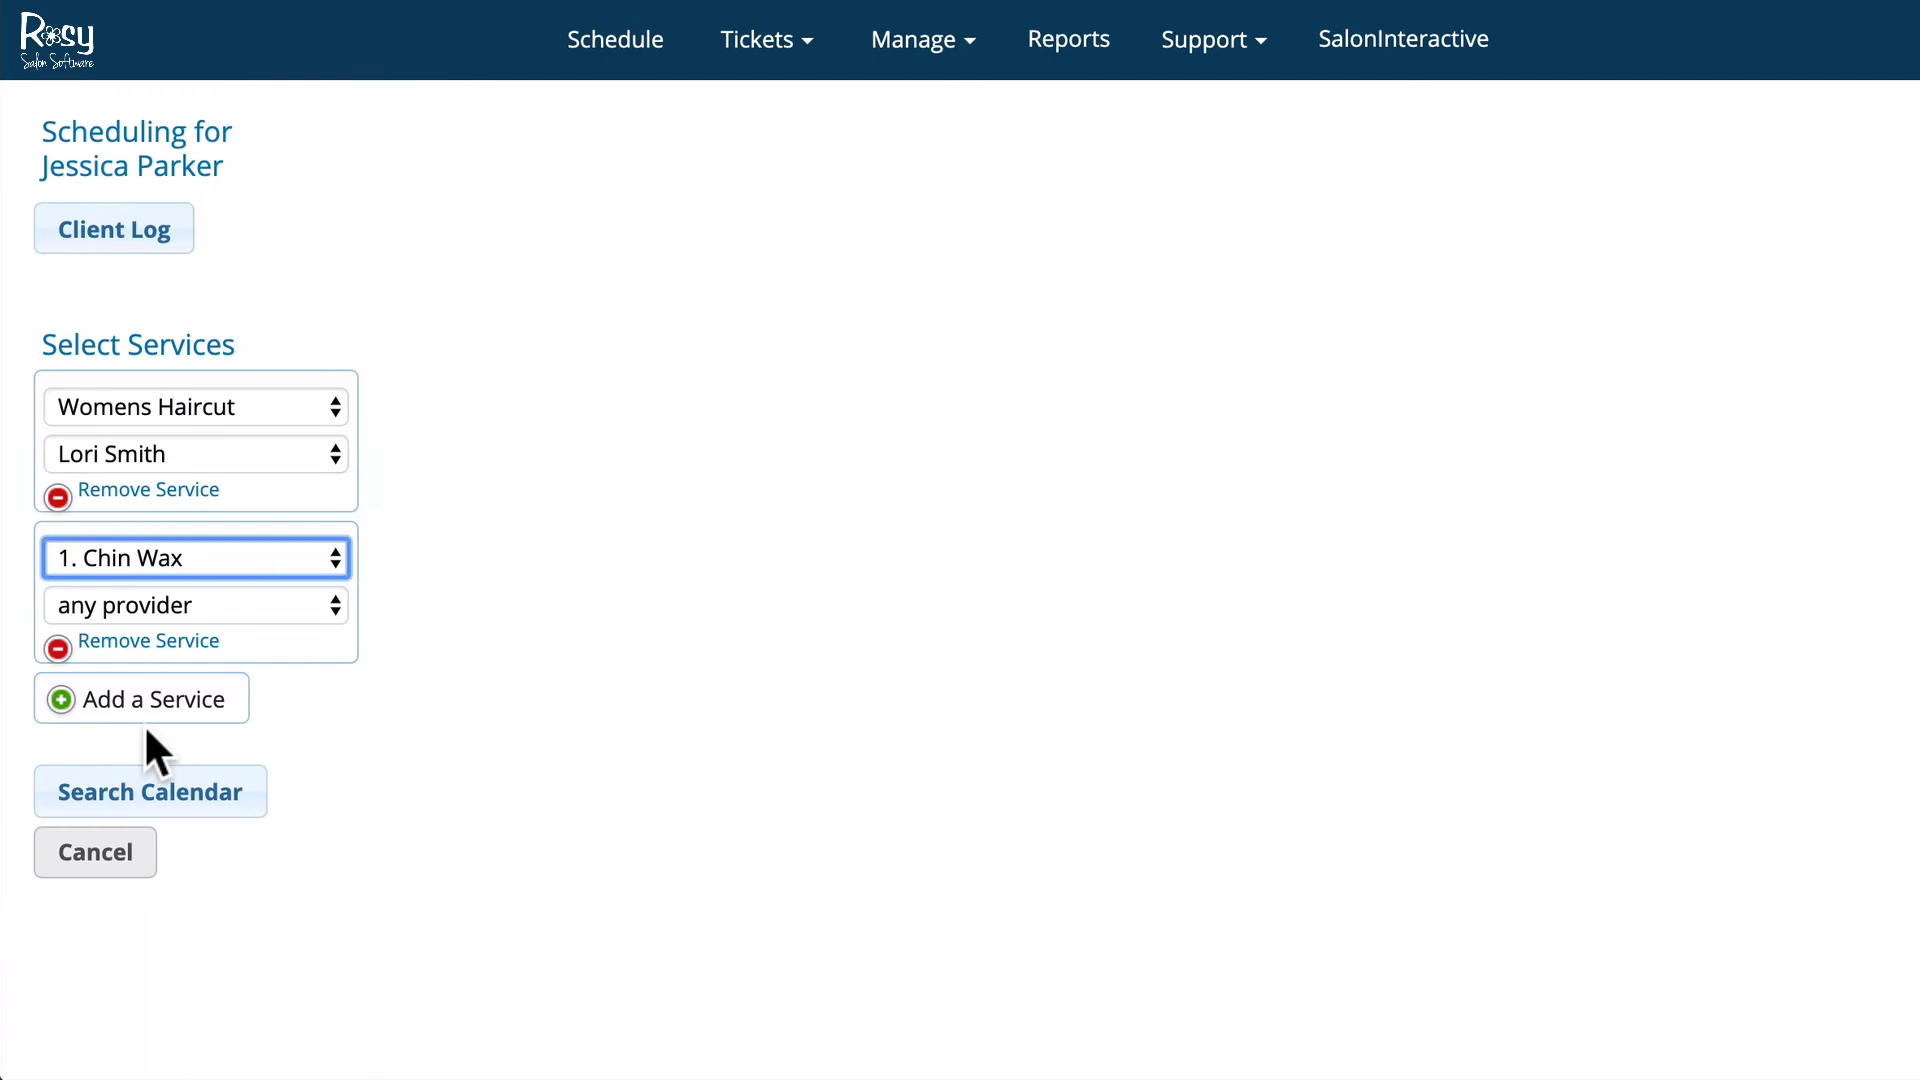 Rosy
Salon Software
Schedule
Tickets
Manage
Reports
Support
SalonInteractive
Scheduling for
Jessica Parker
Client Log
Select Services
Womens Haircut
Lori Smith
Remove Service
1. Chin Wax
any provider
Remove Service
Add a Service
Search Calendar
Cancel